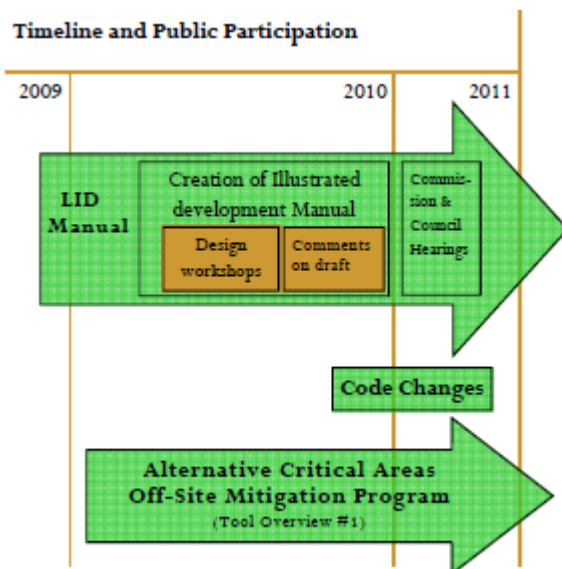 Timeline and Public Participation
2009
2010
2011
LID
Manual
Creation of Illustrated
development Manual
Design
workshops
Comments
on draft
Commis-
sion &
Council
Hearings
Code Changes
Alternative Critical Areas
Off-Site Mitigation Program
(Tool Overview #1)